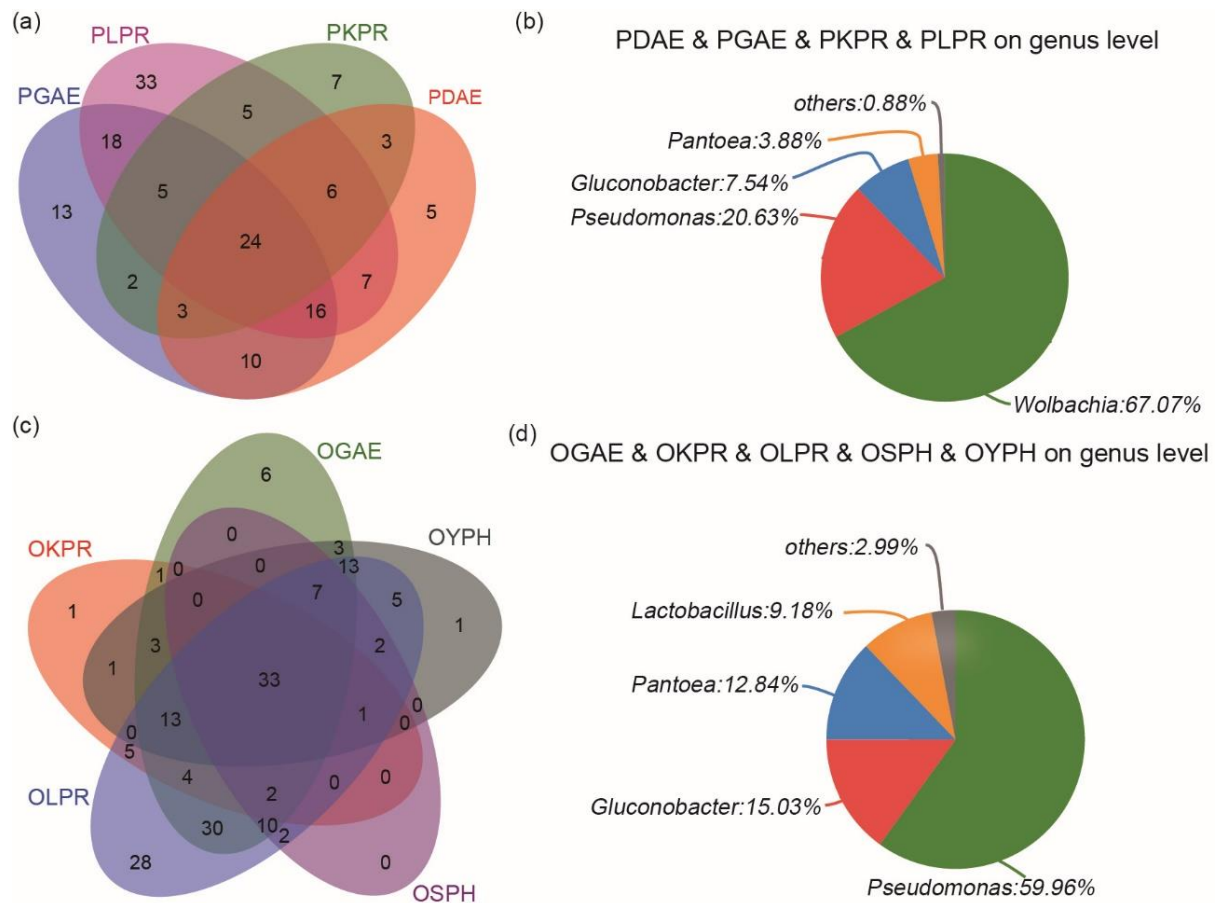 (a)
PLPR
PKPR
PGAE
PDAE
33
7
5
18
3
5
6
13
5
24
2
7
3
16
10
(b)
PDAE & PGAE & PKPR & PLPR on genus level
others:0.88%
Pantoea:3.88%
Gluconobacter:7.54%
Pseudomonas:20.63%
Wolbachia:67.07%
(c)
OGAE
OKPR
OYPH
OLPR
OSPH
6
0
3
13
1 0
0
0
7
5
1
1
3
2
1
33
13
1
0
0
0
5
4
0
0
2
30
10
2
28
0
(d)
OGAE & OKPR & OLPR & OSPH & OYPH on genus level
others:2.99%
Lactobacillus:9.18%
Pantoea:12.84%
Gluconobacter:15.03%
Pseudomonas:59.96%